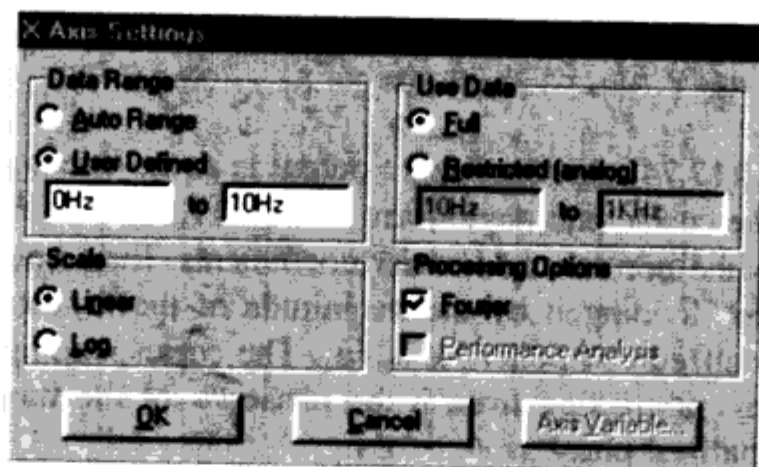 X Axis Settings
Data Range
Auto Range
User Defined
0Hz to 10Hz
Use Data
Full
Restricted (analog)
10Hz to 1KHz
Scale
Linear
Log
Processing Options
Fourier
Performance Analysis
OK
Cancel
Axis Variable...